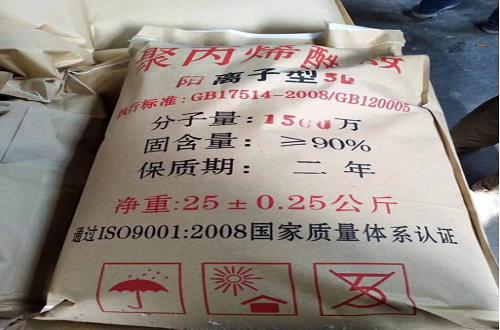 聚丙烯酰胺
阳 离子型 50
执行标准：GB17514-2008/GB120005
分子量：1500万
固含量：≥90%
保质期：二年
净重:25±0.25公斤
通过ISO9001:2008国家质量体系认证